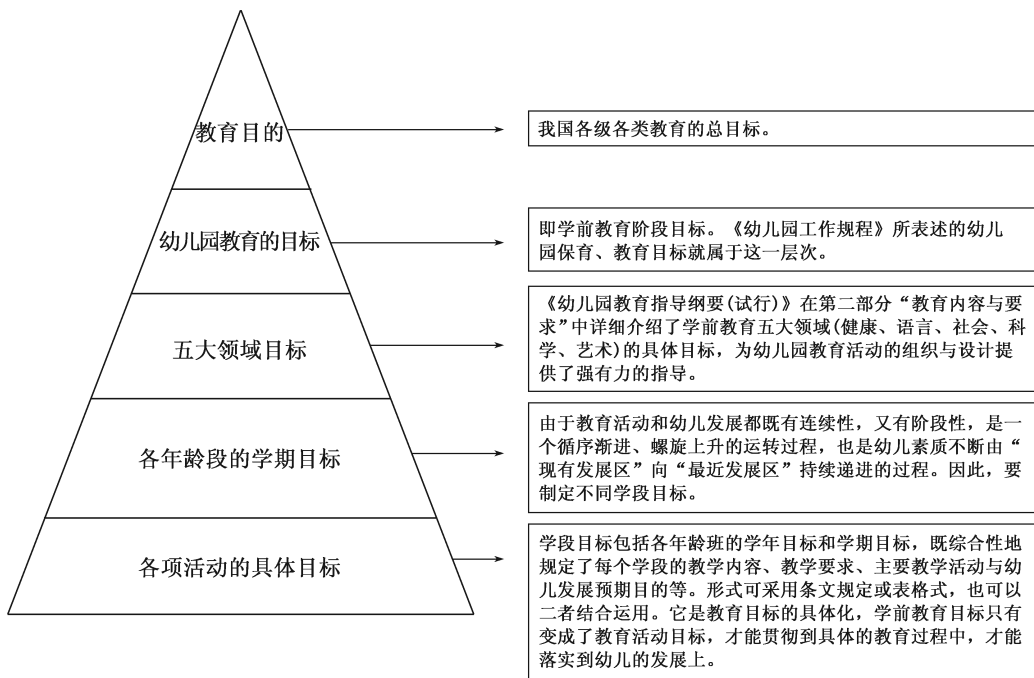 教育目的
我国各级各类教育的总目标。
幼儿园教育的目标
即学前教育阶段目标。《幼儿园工作规程》所表述的幼儿
园保育、教育目标就属于这一层次。
五大领域目标
《幼儿园教育指导纲要(试行)》在第二部分“教育内容与要
求”中详细介绍了学前教育五大领域(健康、语言、社会、科
学、艺术)的具体目标，为幼儿园教育活动的组织与设计提
供了强有力的指导。
各年龄段的学期目标
由于教育活动和幼儿发展都既有连续性，又有阶段性，是一
个循序渐进、螺旋上升的运转过程，也是幼儿素质不断由“
现有发展区”向“最近发展区”持续递进的过程。因此，要
制定不同学段目标。
各项活动的具体目标
学段目标包括各年龄班的学年目标和学期目标，既综合性地
规定了每个学段的教学内容、教学要求、主要教学活动与幼
儿发展预期目的等。形式可采用条文规定或表格式，也可以
二者结合运用。它是教育目标的具体化，学前教育目标只有
变成了教育活动目标，才能贯彻到具体的教育过程中，才能
落实到幼儿的发展上。